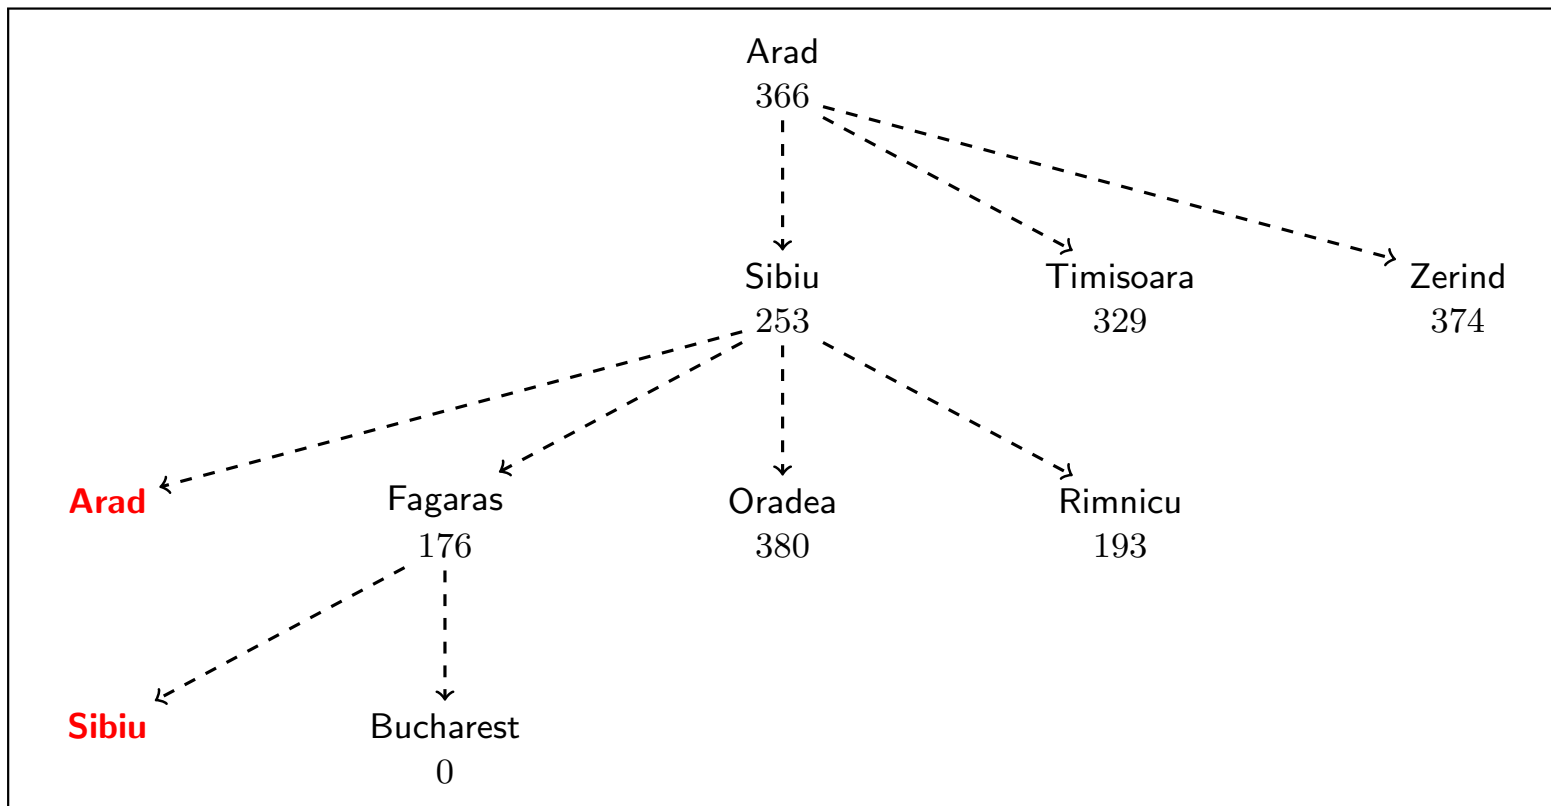 Arad
366
Sibiu Timisoara Zerind
253 329 374
Arad Fagaras Oradea Rimnicu
176 380 193
Sibiu Bucharest
0